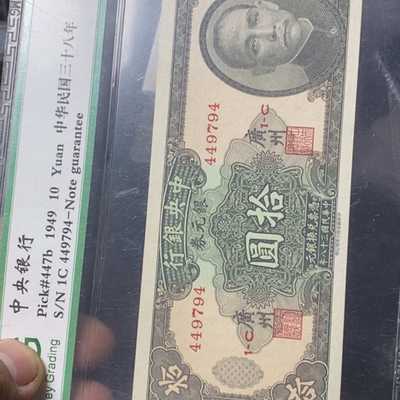 中央银行
Pick#447b 1949 10 Yuan 中华民国三十八年
S/N 1C 449794-Note guarantee
ey Grading
行銀央中
券元銀
圓拾
449794
449794
1-C
1-C
廣州
廣州
拾